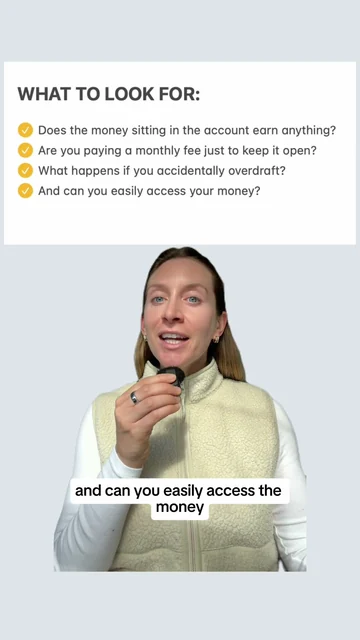 WHAT TO LOOK FOR:
Does the money sitting in the account earn anything?
Are you paying a monthly fee just to keep it open?
What happens if you accidentally overdraft?
And can you easily access your money?
and can you easily access the
money